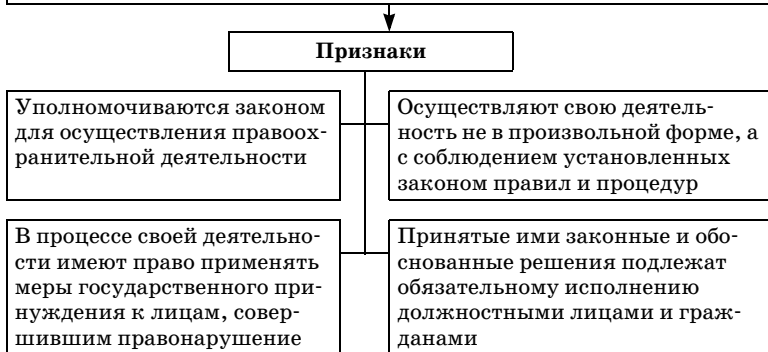 Признаки
Уполномочиваются законом
для осуществления правоох-
ранительной деятельности
Осуществляют свою деятель-
ность не в произвольной форме, а
с соблюдением установленных
законом правил и процедур
В процессе своей деятельно-
сти имеют право применять
меры государственного при-
нуждения к лицам, совер-
шившим правонарушение
Принятые ими законные и обо-
снованные решения подлежат
обязательному исполнению
должностными лицами и граж-
данами